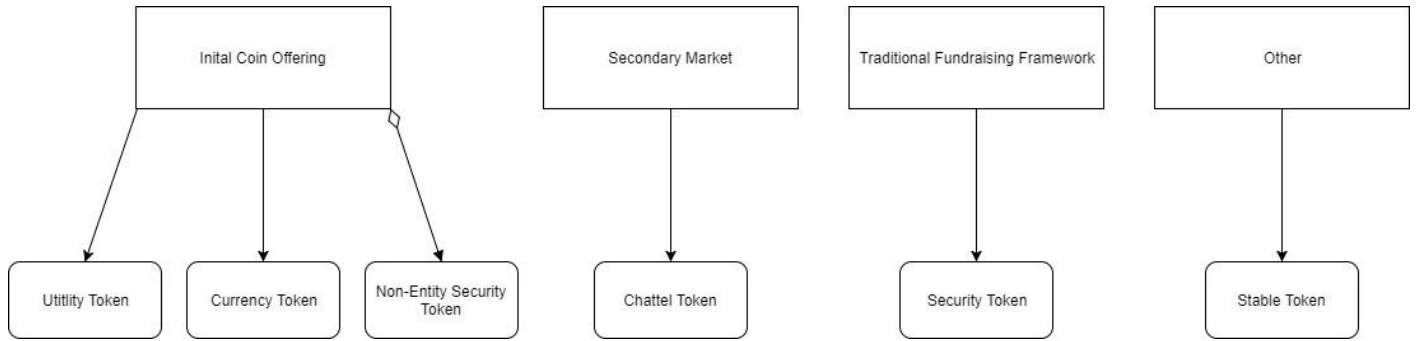 Inital Coin Offering
Secondary Market
Traditional Fundraising Framework
Other
Utitlity Token
Currency Token
Non-Entity Security
Token
Chattel Token
Security Token
Stable Token